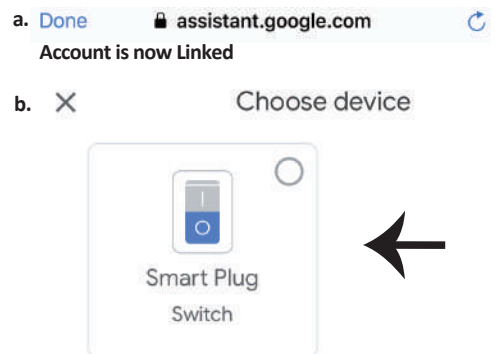 a. Done assistant.google.com
Account is now Linked
b. Choose device
Smart Plug
Switch